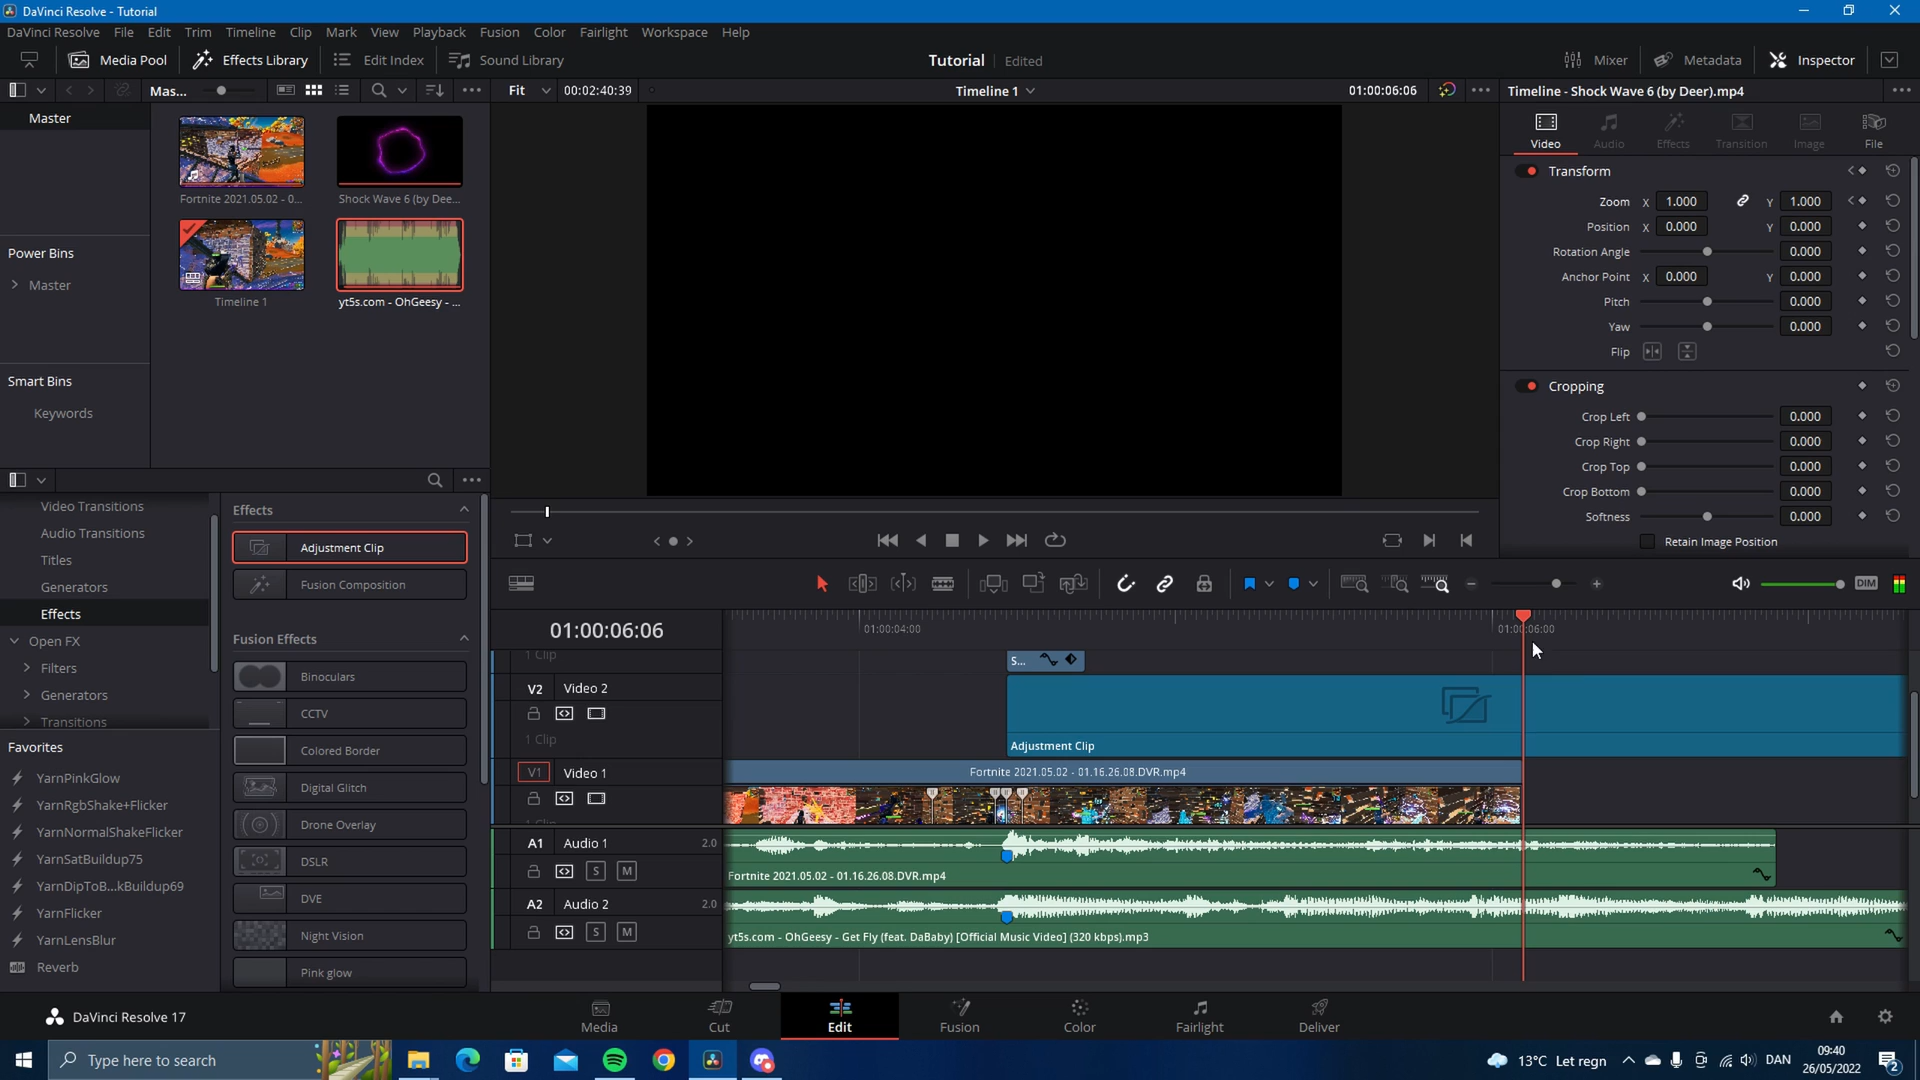 DaVinci Resolve - Tutorial
DaVinci Resolve File Edit Trim Timeline Clip Mark View Playback Fusion Color Fairlight Workspace Help
Media Pool Effects Library Edit Index Sound Library Tutorial Edited Mixer Metadata Inspector
Mas... Fit 00:02:40:39 Timeline 1 01:00:06:06 Timeline - Shock Wave 6 (by Deer).mp4
Master
Video Audio Effects Transition Image File
Fortnite 2021.05.02 - 0... Shock Wave 6 (by Dee...
Timeline 1 yt5s.com - OhGeesy - ...
Power Bins
Master
Smart Bins
Keywords
Transform
Zoom X 1.000 Y 1.000
Position X 0.000 Y 0.000
Rotation Angle 0.000
Anchor Point X 0.000 Y 0.000
Pitch 0.000
Yaw 0.000
Flip
Cropping
Crop Left 0.000
Crop Right 0.000
Crop Top 0.000
Crop Bottom 0.000
Softness 0.000
Retain Image Position
Video Transitions
Audio Transitions
Titles
Generators
Effects
Open FX
Filters
Generators
Transitions
Favorites
YarnPinkGlow
YarnRgbShake+Flicker
YarnNormalShakeFlicker
YarnSatBuildup75
YarnDipToB...kBuildup69
YarnFlicker
YarnLensBlur
Reverb
Effects
Adjustment Clip
Fusion Composition
Fusion Effects
Binoculars
CCTV
Colored Border
Digital Glitch
Drone Overlay
DSLR
DVE
Night Vision
Pink glow
DIM
01:00:06:06 01:00:04:00 01:00:06:00
1 Clip S...
V2 Video 2
1 Clip Adjustment Clip
V1 Video 1 Fortnite 2021.05.02 - 01.16.26.08.DVR.mp4
1 Clip
A1 Audio 1 2.0
S M Fortnite 2021.05.02 - 01.16.26.08.DVR.mp4
A2 Audio 2 2.0
S M yt5s.com - OhGeesy - Get Fly (feat. DaBaby) [Official Music Video] (320 kbps).mp3
DaVinci Resolve 17 Media Cut Edit Fusion Color Fairlight Deliver
Type here to search 13°C Let regn DAN 09:40
26/05/2022 2